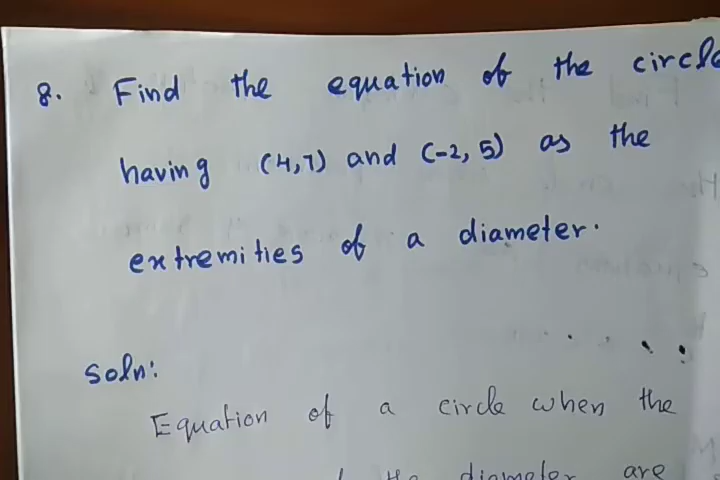 8. Find the equation of the circle
having (4,7) and (-2, 5) as the
extremities of a diameter.
Soln:
Equation of a circle when the
the diameter are